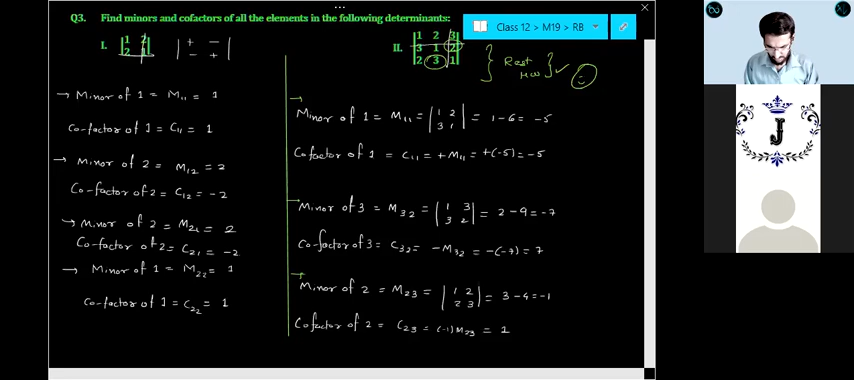 Q3. Find minors and cofactors of all the elements in the following determinants:
Class 12 > M19 > RB
I. |1 2|
|2 1|
|+ −|
|− +|
II. |1 2 3|
|3 1 2|
|2 3 1|
} Rest HW }
→ Minor of 1 = M11 = 1
Co-factor of 1 = C11 = 1
→ Minor of 2 = M12 = 2
Co-factor of 2 = C12 = -2
→ Minor of 2 = M21 = 2
Co-factor of 2 = C21 = -2
→ Minor of 1 = M22 = 1
Co-factor of 1 = C22 = 1
→ Minor of 1 = M11 = |1 2| = 1-6 = -5
|3 1|
Cofactor of 1 = C11 = +M11 = +(-5) = -5
→ Minor of 3 = M32 = |1 3| = 2-9 = -7
|3 2|
Co-factor of 3 = C32 = -M32 = -(-7) = 7
→ Minor of 2 = M23 = |1 2| = 3-4 = -1
|2 3|
Cofactor of 2 = C23 = (-1)M23 = 1
J